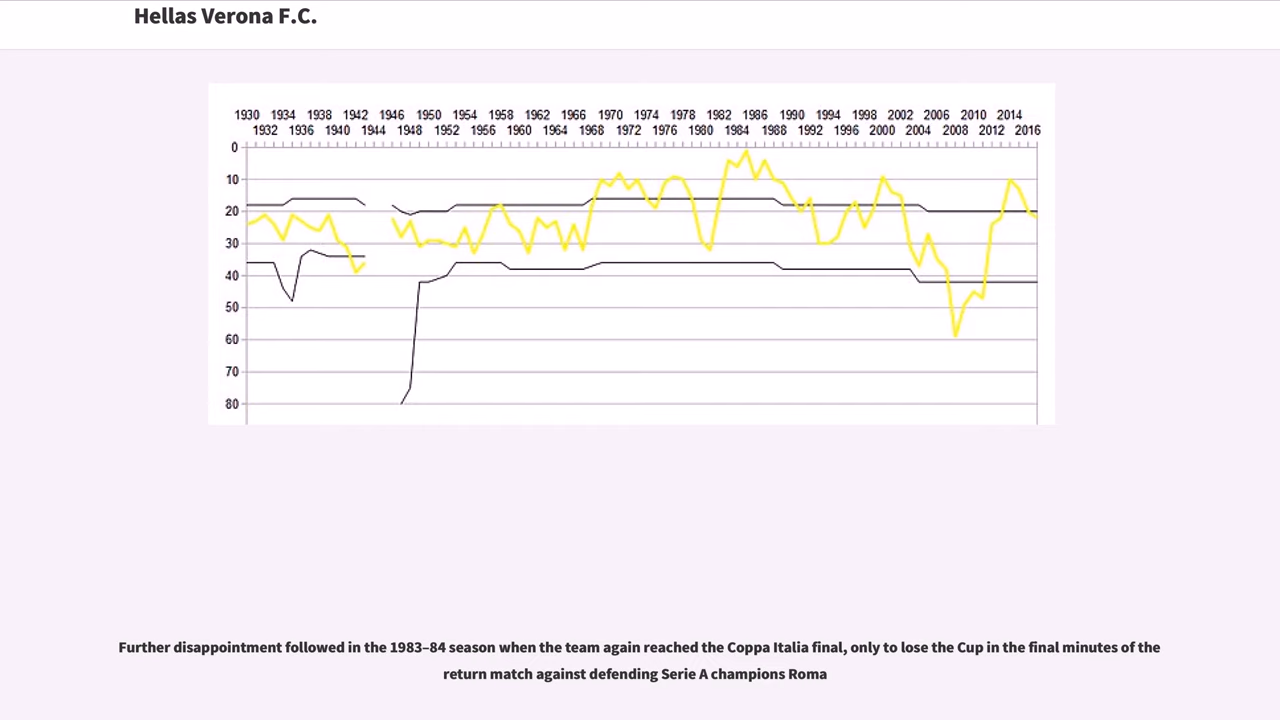 Hellas Verona F.C.
1930 1934 1938 1942 1946 1950 1954 1958 1962 1966 1970 1974 1978 1982 1986 1990 1994 1998 2002 2006 2010 2014
1932 1936 1940 1944 1948 1952 1956 1960 1964 1968 1972 1976 1980 1984 1988 1992 1996 2000 2004 2008 2012 2016
0
10
20
30
40
50
60
70
80
Further disappointment followed in the 1983–84 season when the team again reached the Coppa Italia final, only to lose the Cup in the final minutes of the
return match against defending Serie A champions Roma